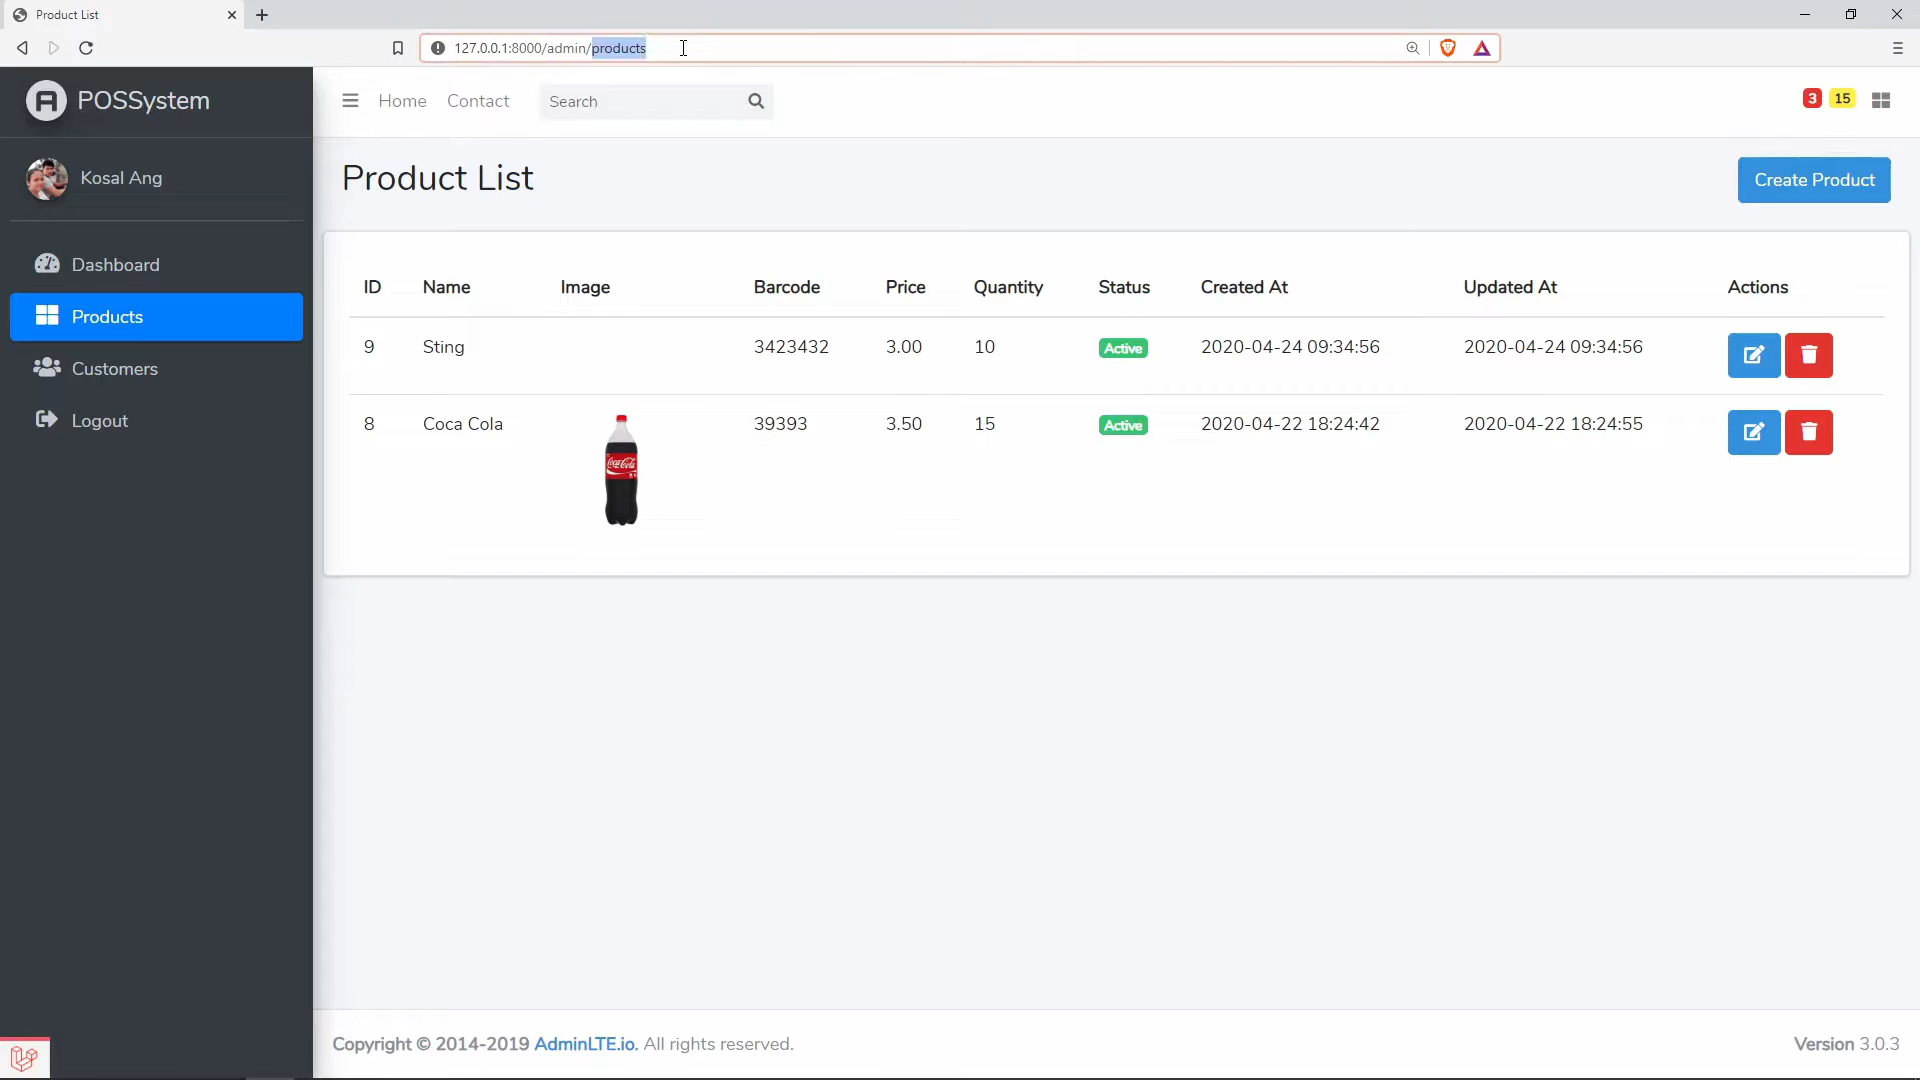 Product List
127.0.0.1:8000/admin/products
POSSystem
Home Contact Search
3 15
Kosal Ang
Dashboard
Products
Customers
Logout
Product List
Create Product
ID Name Image Barcode Price Quantity Status Created At Updated At Actions
9 Sting 3423432 3.00 10 Active 2020-04-24 09:34:56 2020-04-24 09:34:56
8 Coca Cola 39393 3.50 15 Active 2020-04-22 18:24:42 2020-04-22 18:24:55
Coca-Cola
Copyright © 2014-2019 AdminLTE.io. All rights reserved.
Version 3.0.3